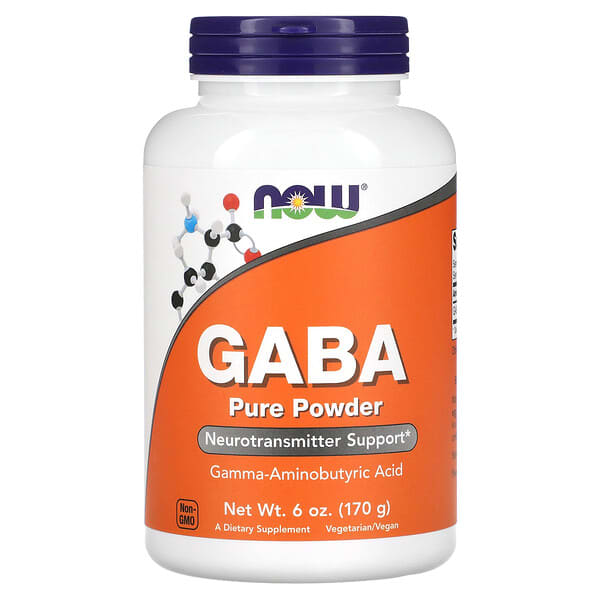 NOW®
GABA
Pure Powder
Neurotransmitter Support*
Gamma-Aminobutyric Acid
Non-
GMO
Net Wt. 6 oz. (170 g)
A Dietary Supplement Vegetarian/Vegan